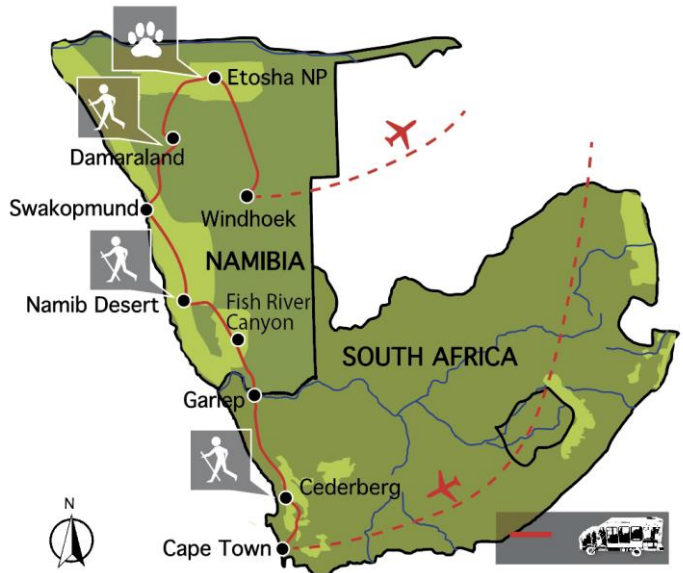 Etosha NP
Damaraland
Swakopmund
Windhoek
NAMIBIA
Namib Desert
Fish River
Canyon
SOUTH AFRICA
Gariep
Cederberg
N
Cape Town